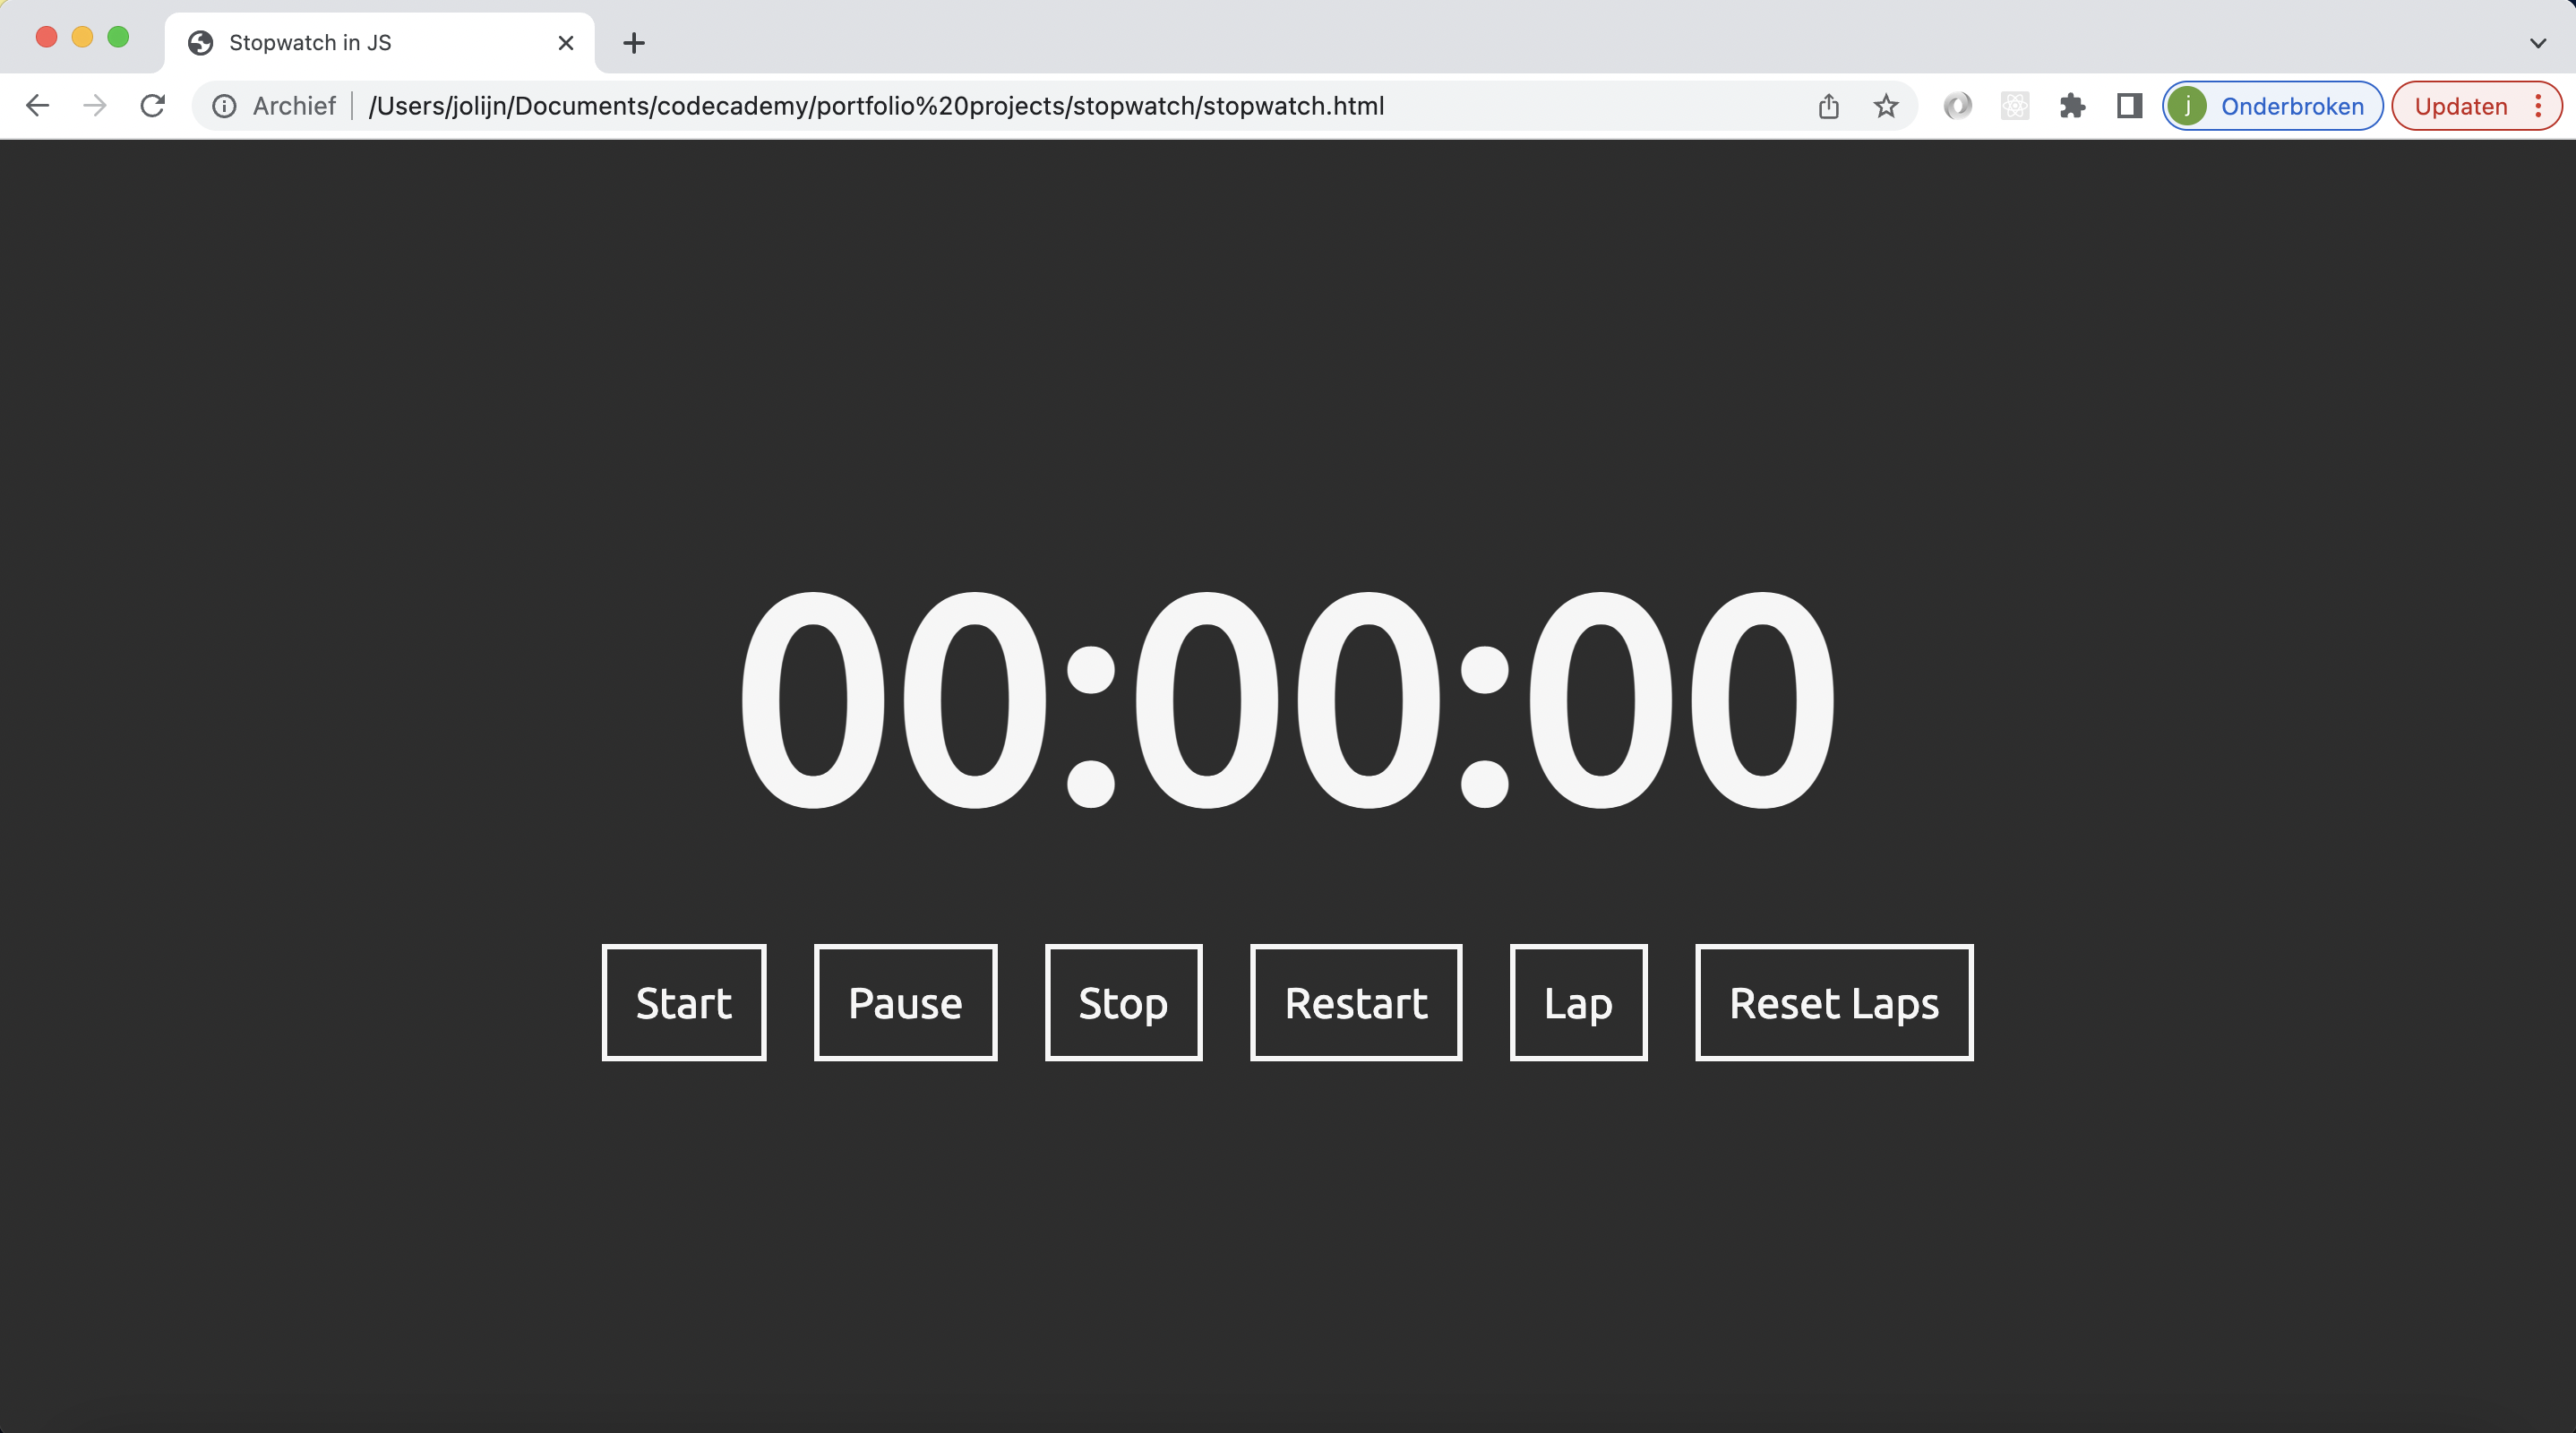 Stopwatch in JS
Archief /Users/jolijn/Documents/codecademy/portfolio%20projects/stopwatch/stopwatch.html j Onderbroken Updaten
00:00:00
Start Pause Stop Restart Lap Reset Laps